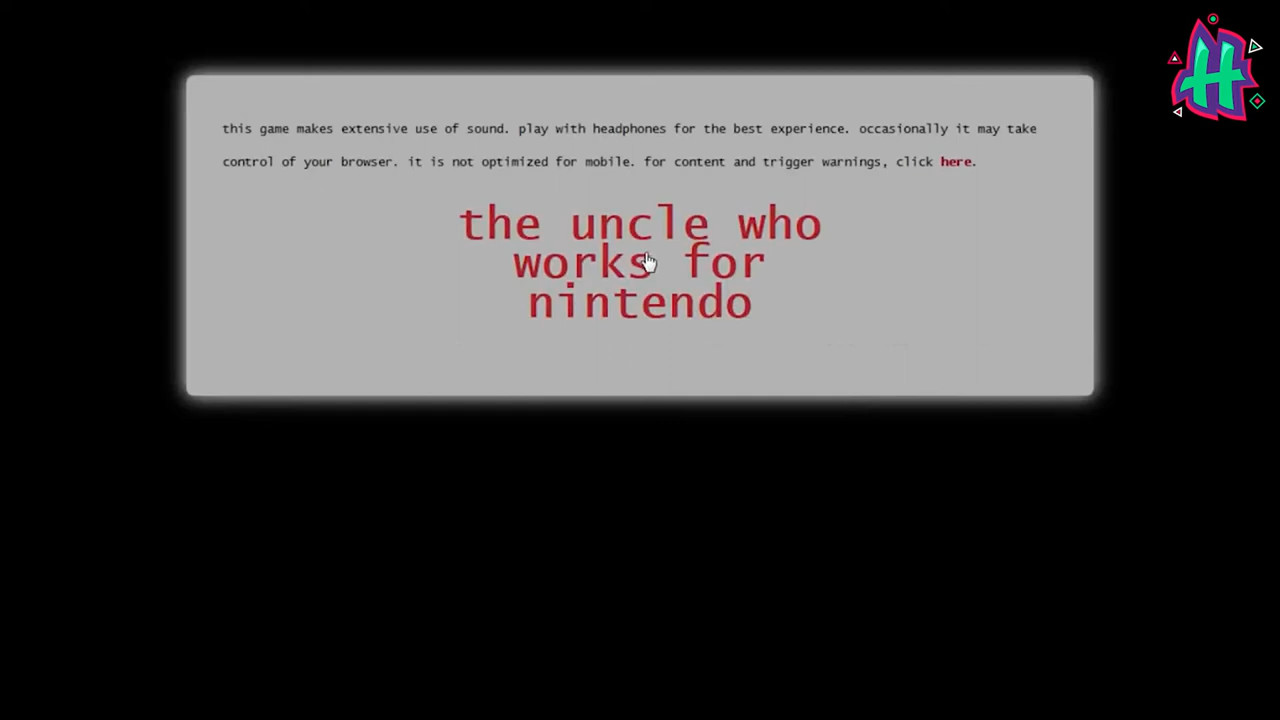 this game makes extensive use of sound. play with headphones for the best experience. occasionally it may take
control of your browser. it is not optimized for mobile. for content and trigger warnings, click here.
the uncle who
works for
nintendo